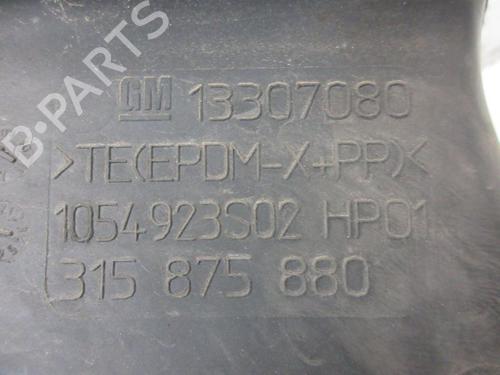 B-PARTS
GM 13307080
>TE(EPDM-X+PP)<
1054923S02 HP01
315 875 880